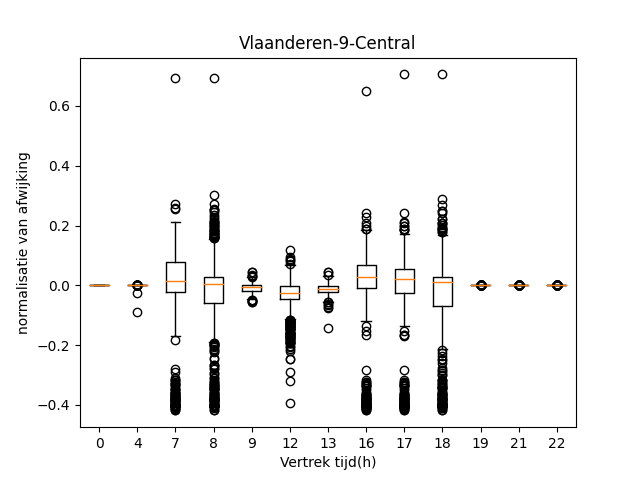 Vlaanderen-9-Central
normalisatie van afwijking
0.6
0.4
0.2
0.0
−0.2
−0.4
0 4 7 8 9 12 13 16 17 18 19 21 22
Vertrek tijd(h)